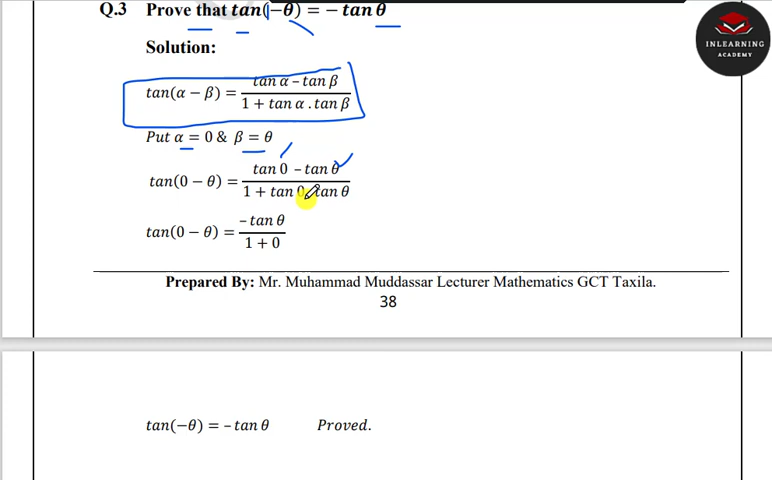 Q.3 Prove that tan(−θ) = − tan θ
INLEARNING
ACADEMY
Solution:
tan(α − β) = (tan α − tan β) / (1 + tan α . tan β)
Put α = 0 & β = θ
tan(0 − θ) = (tan 0 − tan θ) / (1 + tan 0 tan θ)
tan(0 − θ) = (− tan θ) / (1 + 0)
Prepared By: Mr. Muhammad Muddassar Lecturer Mathematics GCT Taxila.
38
tan(−θ) = − tan θ Proved.